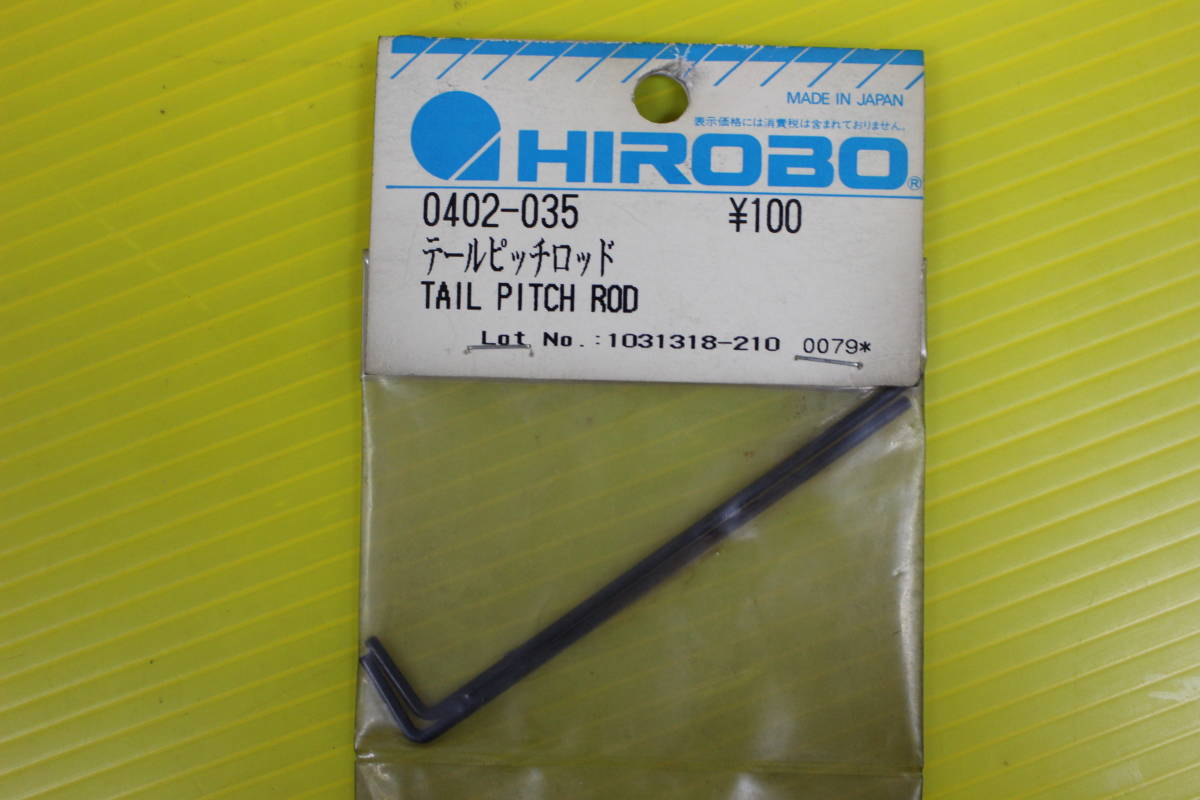 MADE IN JAPAN
表示価格には消費税は含まれておりません。
HIROBO®
0402-035 ¥100
テールピッチロッド
TAIL PITCH ROD
Lot No.:1031318-210 0079*